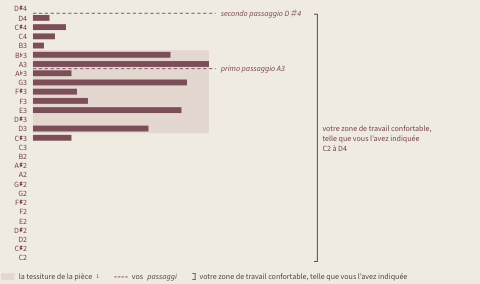 D♯4
D4
C♯4
C4
B3
B♭3
A3
A♭3
G3
F♯3
F3
E3
D♯3
D3
C♯3
C3
B2
A♯2
A2
G♯2
G2
F♯2
F2
E2
D♯2
D2
C♯2
C2
secondo passaggio D ♯4
primo passaggio A3
votre zone de travail confortable,
telle que vous l'avez indiquée
C2 à D4
la tessiture de la pièce
vos passaggi
votre zone de travail confortable, telle que vous l'avez indiquée